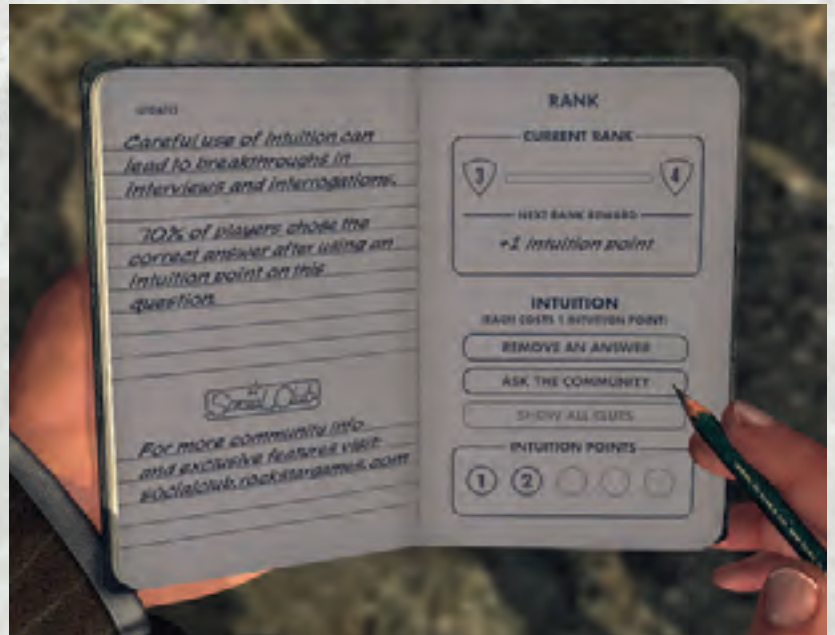 UPDATES
Careful use of intuition can
lead to breakthroughs in
interviews and interrogations.
70% of players chose the
correct answer after using an
intuition point on this
question.
Social Club
For more community info
and exclusive features visit
socialclub.rockstargames.com
RANK
CURRENT RANK
3
4
NEXT RANK REWARD
+1 intuition point
INTUITION
(EACH COSTS 1 INTUITION POINT)
REMOVE AN ANSWER
ASK THE COMMUNITY
SHOW ALL CLUES
INTUITION POINTS
1 2